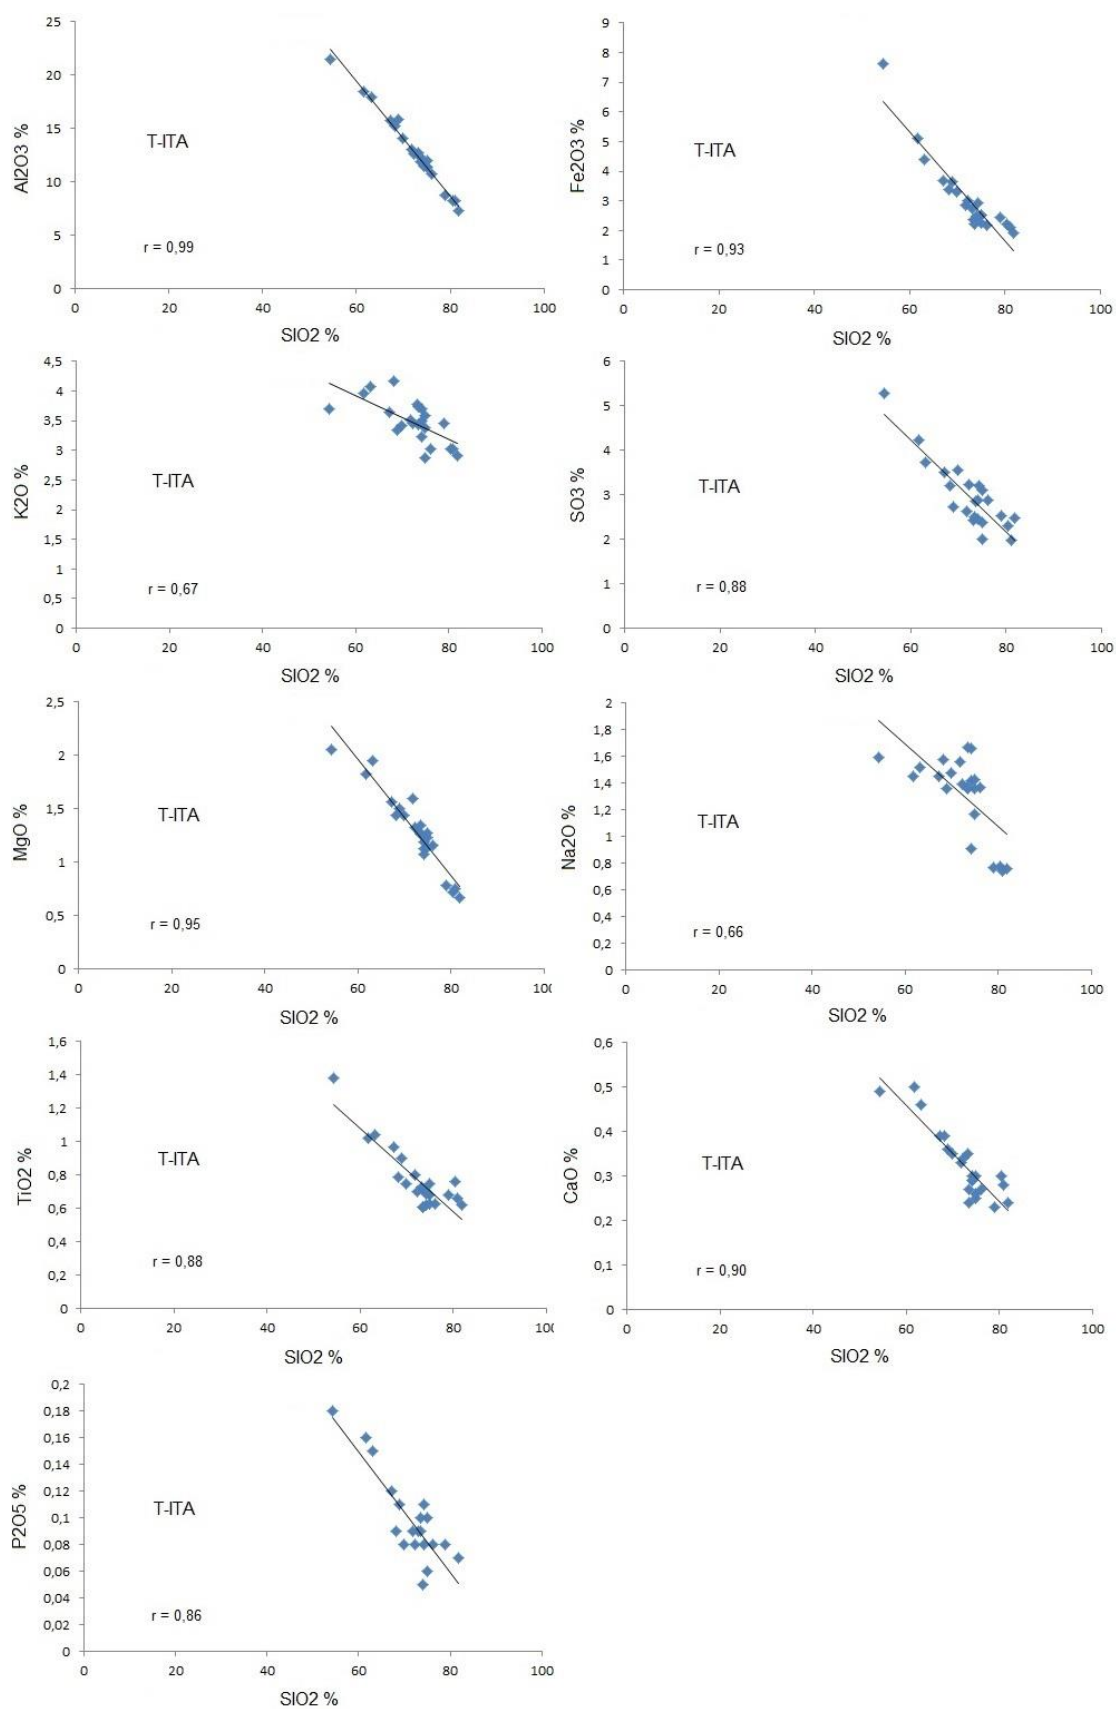 25
20
15
10
5
0
Al2O3 %
T-ITA
r = 0,99
0 20 40 60 80 100
SIO2 %
9
8
7
6
5
4
3
2
1
0
Fe2O3 %
T-ITA
r = 0,93
0 20 40 60 80 100
SIO2 %
4,5
4
3,5
3
2,5
2
1,5
1
0,5
0
K2O %
T-ITA
r = 0,67
0 20 40 60 80 100
SIO2 %
6
5
4
3
2
1
0
SO3 %
T-ITA
r = 0,88
0 20 40 60 80 100
SIO2 %
2,5
2
1,5
1
0,5
0
MgO %
T-ITA
r = 0,95
0 20 40 60 80 100
SIO2 %
2
1,8
1,6
1,4
1,2
1
0,8
0,6
0,4
0,2
0
Na2O %
T-ITA
r = 0,66
0 20 40 60 80 100
SIO2 %
1,6
1,4
1,2
1
0,8
0,6
0,4
0,2
0
TiO2 %
T-ITA
r = 0,88
0 20 40 60 80 100
SIO2 %
0,6
0,5
0,4
0,3
0,2
0,1
0
CaO %
T-ITA
r = 0,90
0 20 40 60 80 100
SIO2 %
0,2
0,18
0,16
0,14
0,12
0,1
0,08
0,06
0,04
0,02
0
P2O5 %
T-ITA
r = 0,86
0 20 40 60 80 100
SIO2 %